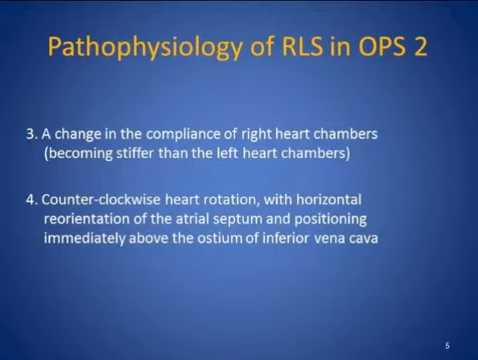 Pathophysiology of RLS in OPS 2
3. A change in the compliance of right heart chambers
(becoming stiffer than the left heart chambers)
4. Counter-clockwise heart rotation, with horizontal
reorientation of the atrial septum and positioning
immediately above the ostium of inferior vena cava
5